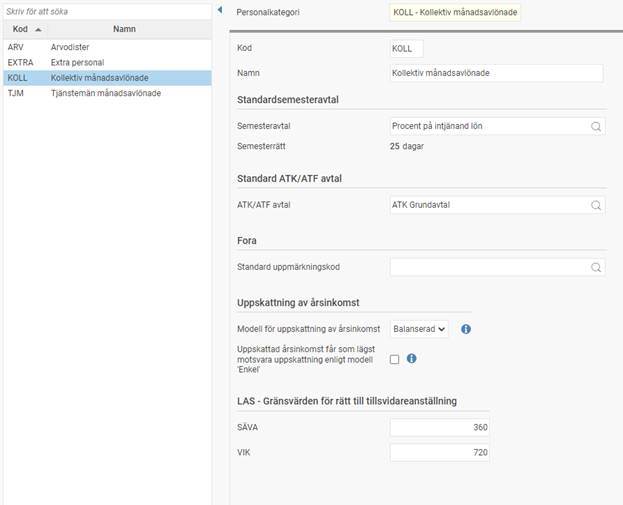 Skriv för att söka
Kod Namn
ARV Arvodister
EXTRA Extra personal
KOLL Kollektiv månadsavlönade
TJM Tjänstemän månadsavlönade
Personalkategori KOLL - Kollektiv månadsavlönade
Kod KOLL
Namn Kollektiv månadsavlönade
Standardsemesteravtal
Semesteravtal Procent på intjänand lön
Semesterrätt 25 dagar
Standard ATK/ATF avtal
ATK/ATF avtal ATK Grundavtal
Fora
Standard uppmärkningskod
Uppskattning av årsinkomst
Modell för uppskattning av årsinkomst Balanserad
Uppskattad årsinkomst får som lägst
motsvara uppskattning enligt modell
'Enkel'
LAS - Gränsvärden för rätt till tillsvidareanställning
SÄVA 360
VIK 720